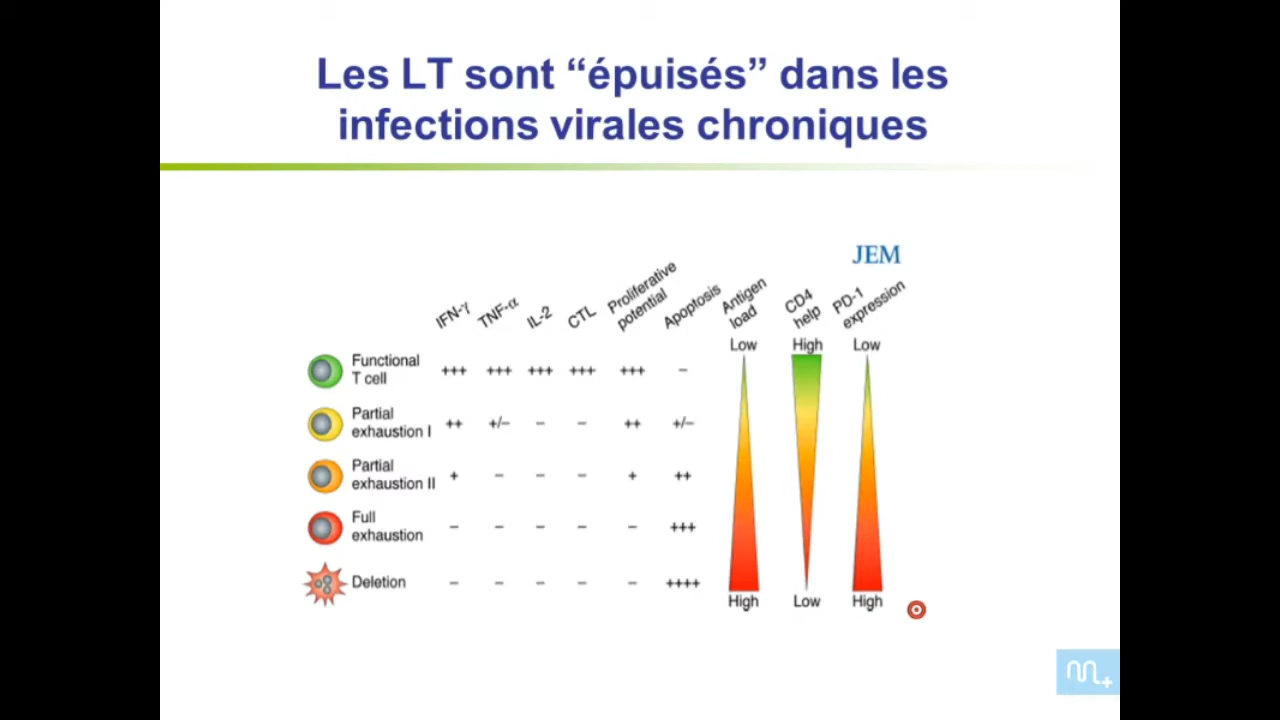 Les LT sont “épuisés” dans les
infections virales chroniques
JEM
IFN-γ
TNF-α
IL-2
CTL
Proliferative
potential
Apoptosis
Antigen
load
CD4
help
PD-1
expression
Low High Low
Functional
T cell
+++ +++ +++ +++ +++ –
Partial
exhaustion I
++ +/– – – ++ +/–
Partial
exhaustion II
+ – – – + ++
Full
exhaustion
– – – – – +++
Deletion
– – – – – ++++
High Low High